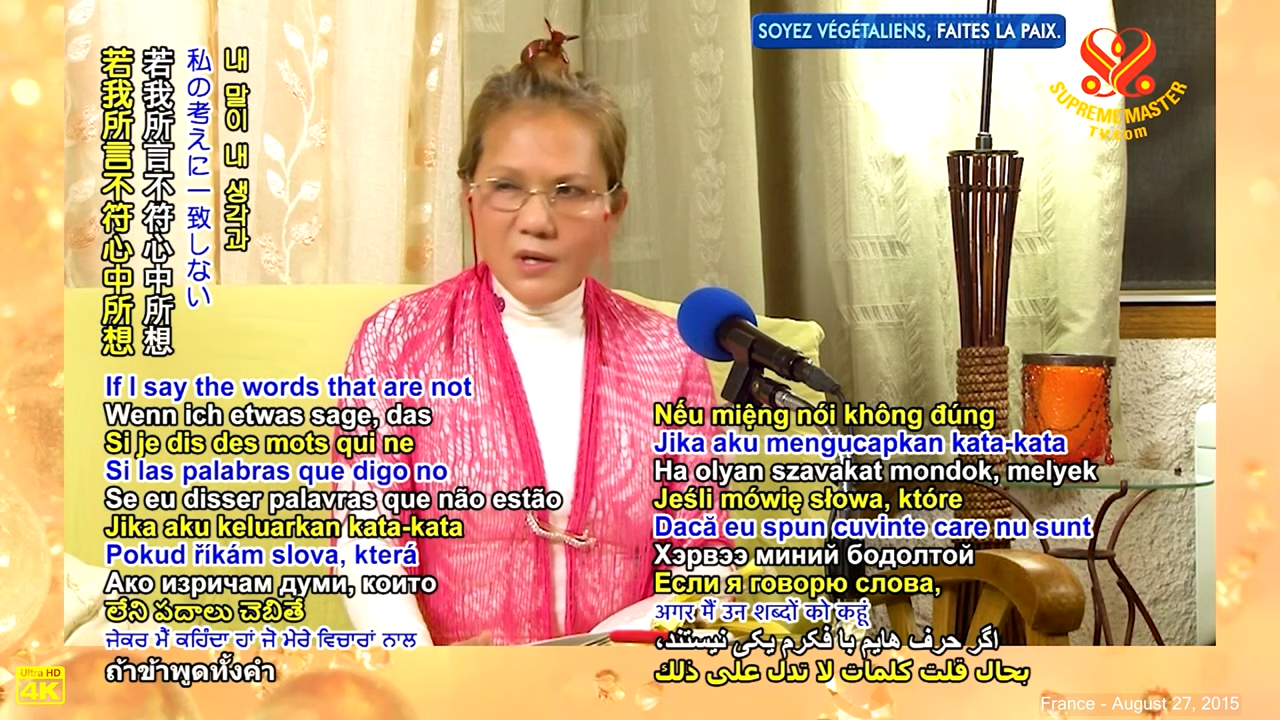 SOYEZ VÉGÉTALIENS, FAITES LA PAIX.
SUPREME MASTER
TV.com
내 말이 내 생각과
私の考えに一致しない
若我所言不符心中所想
若我所言不符心中所想
If I say the words that are not
Wenn ich etwas sage, das
Si je dis des mots qui ne
Si las palabras que digo no
Se eu disser palavras que não estão
Jika aku keluarkan kata-kata
Pokud říkám slova, která
Ако изричам думи, които
లేని పదాలు చెబితే
ਜੇਕਰ ਮੈਂ ਕਹਿੰਦਾ ਹਾਂ ਜੋ ਮੇਰੇ ਵਿਚਾਰਾਂ ਨਾਲ
ถ้าข้าพูดทั้งคำ
Nếu miệng nói không đúng
Jika aku mengucapkan kata-kata
Ha olyan szavakat mondok, melyek
Jeśli mówię słowa, które
Dacă eu spun cuvinte care nu sunt
Хэрвээ миний бодолтой
Если я говорю слова,
अगर मैं उन शब्दों को कहूं
اگر حرف هایم با فکرم یکی نیستند،
بحال قلت كلمات لا تدل على ذلك
Ultra HD
4K
France - August 27, 2015